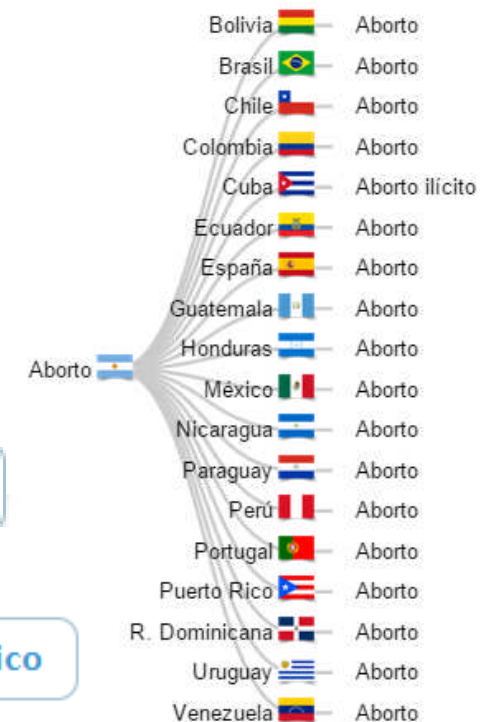 Bolivia Aborto
Brasil Aborto
Chile Aborto
Colombia Aborto
Cuba Aborto ilícito
Ecuador Aborto
España Aborto
Guatemala Aborto
Honduras Aborto
Aborto
México Aborto
Nicaragua Aborto
Paraguay Aborto
Perú Aborto
Portugal Aborto
Puerto Rico Aborto
R. Dominicana Aborto
ico
Uruguay Aborto
Venezuela Aborto